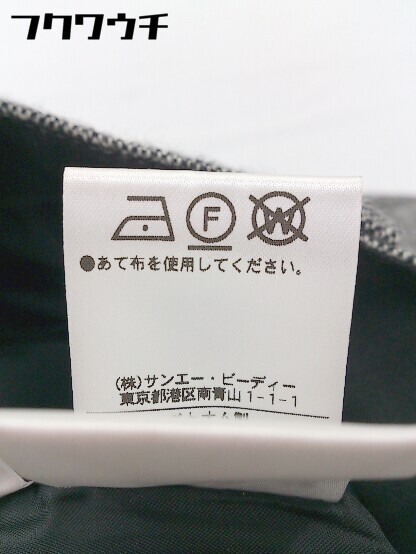 フクワウチ
F W
●あて布を使用してください。
(株)サンエー・ビーディー
東京都港区南青山1-1-1